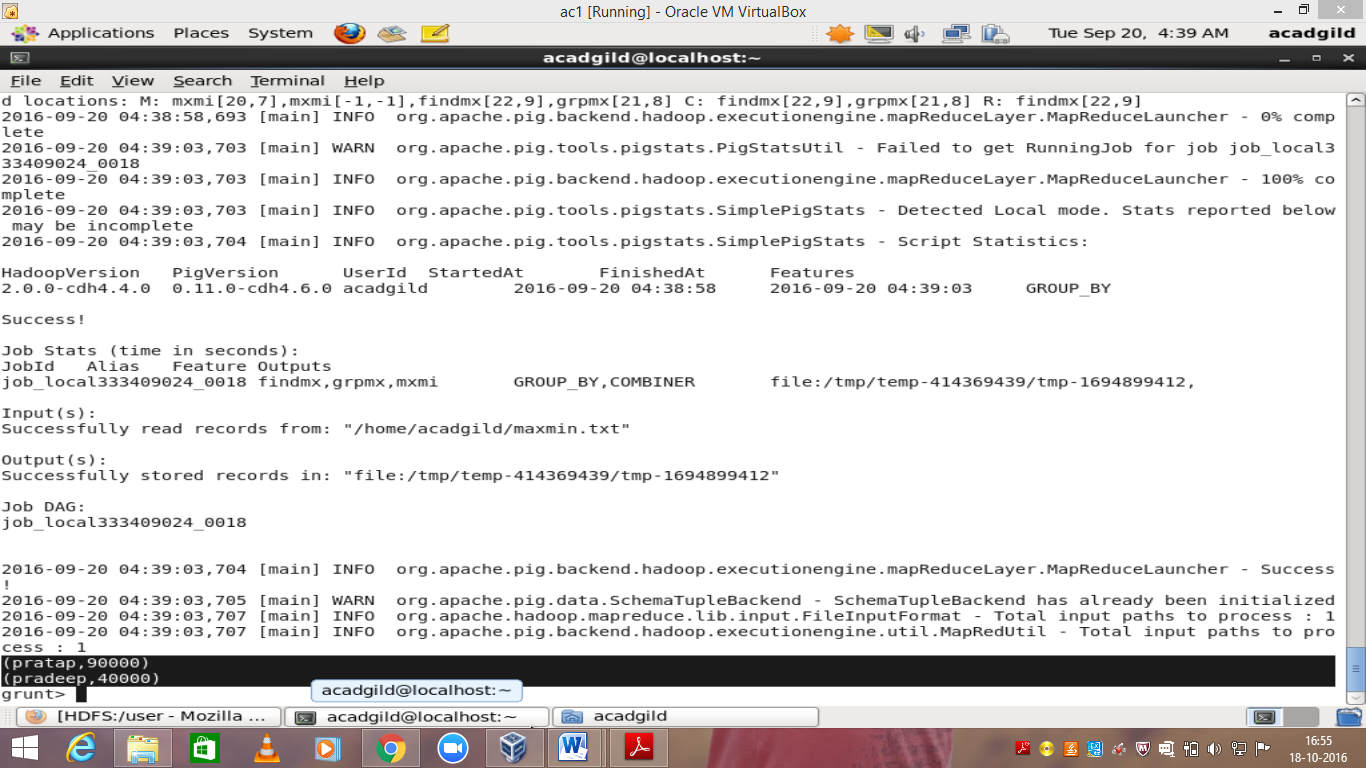 ac1 [Running] - Oracle VM VirtualBox
Applications Places System Tue Sep 20, 4:39 AM acadgild
acadgild@localhost:~
File Edit View Search Terminal Help
d locations: M: mxmi[20,7],mxmi[-1,-1],findmx[22,9],grpmx[21,8] C: findmx[22,9],grpmx[21,8] R: findmx[22,9]
2016-09-20 04:38:58,693 [main] INFO  org.apache.pig.backend.hadoop.executionengine.mapReduceLayer.MapReduceLauncher - 0% comp
lete
2016-09-20 04:39:03,703 [main] WARN  org.apache.pig.tools.pigstats.PigStatsUtil - Failed to get RunningJob for job job_local3
33409024_0018
2016-09-20 04:39:03,703 [main] INFO  org.apache.pig.backend.hadoop.executionengine.mapReduceLayer.MapReduceLauncher - 100% co
mplete
2016-09-20 04:39:03,703 [main] INFO  org.apache.pig.tools.pigstats.SimplePigStats - Detected Local mode. Stats reported below
 may be incomplete
2016-09-20 04:39:03,704 [main] INFO  org.apache.pig.tools.pigstats.SimplePigStats - Script Statistics:
HadoopVersion   PigVersion      UserId  StartedAt       FinishedAt      Features
2.0.0-cdh4.4.0  0.11.0-cdh4.6.0 acadgild        2016-09-20 04:38:58     2016-09-20 04:39:03     GROUP_BY
Success!
Job Stats (time in seconds):
JobId   Alias   Feature Outputs
job_local333409024_0018 findmx,grpmx,mxmi       GROUP_BY,COMBINER       file:/tmp/temp-414369439/tmp-1694899412,
Input(s):
Successfully read records from: "/home/acadgild/maxmin.txt"
Output(s):
Successfully stored records in: "file:/tmp/temp-414369439/tmp-1694899412"
Job DAG:
job_local333409024_0018
2016-09-20 04:39:03,704 [main] INFO  org.apache.pig.backend.hadoop.executionengine.mapReduceLayer.MapReduceLauncher - Success
!
2016-09-20 04:39:03,705 [main] WARN  org.apache.pig.data.SchemaTupleBackend - SchemaTupleBackend has already been initialized
2016-09-20 04:39:03,707 [main] INFO  org.apache.hadoop.mapreduce.lib.input.FileInputFormat - Total input paths to process : 1
2016-09-20 04:39:03,707 [main] INFO  org.apache.pig.backend.hadoop.executionengine.util.MapRedUtil - Total input paths to pro
cess : 1
(pratap,90000)
(pradeep,40000)
grunt>
acadgild@localhost:~
[HDFS:/user - Mozilla ... acadgild@localhost:~ acadgild
16:55
18-10-2016